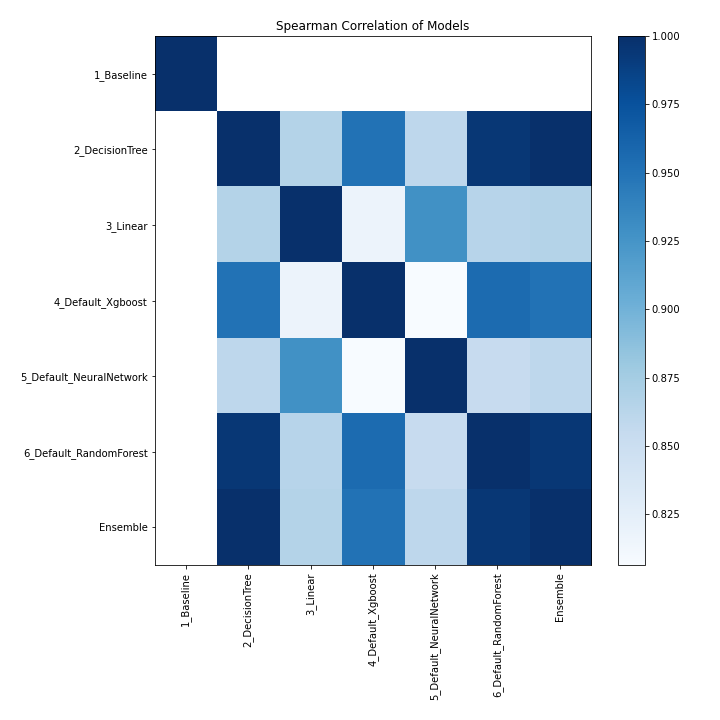 Spearman Correlation of Models
1_Baseline
2_DecisionTree
3_Linear
4_Default_Xgboost
5_Default_NeuralNetwork
6_Default_RandomForest
Ensemble
1_Baseline
2_DecisionTree
3_Linear
4_Default_Xgboost
5_Default_NeuralNetwork
6_Default_RandomForest
Ensemble
1.000
0.975
0.950
0.925
0.900
0.875
0.850
0.825